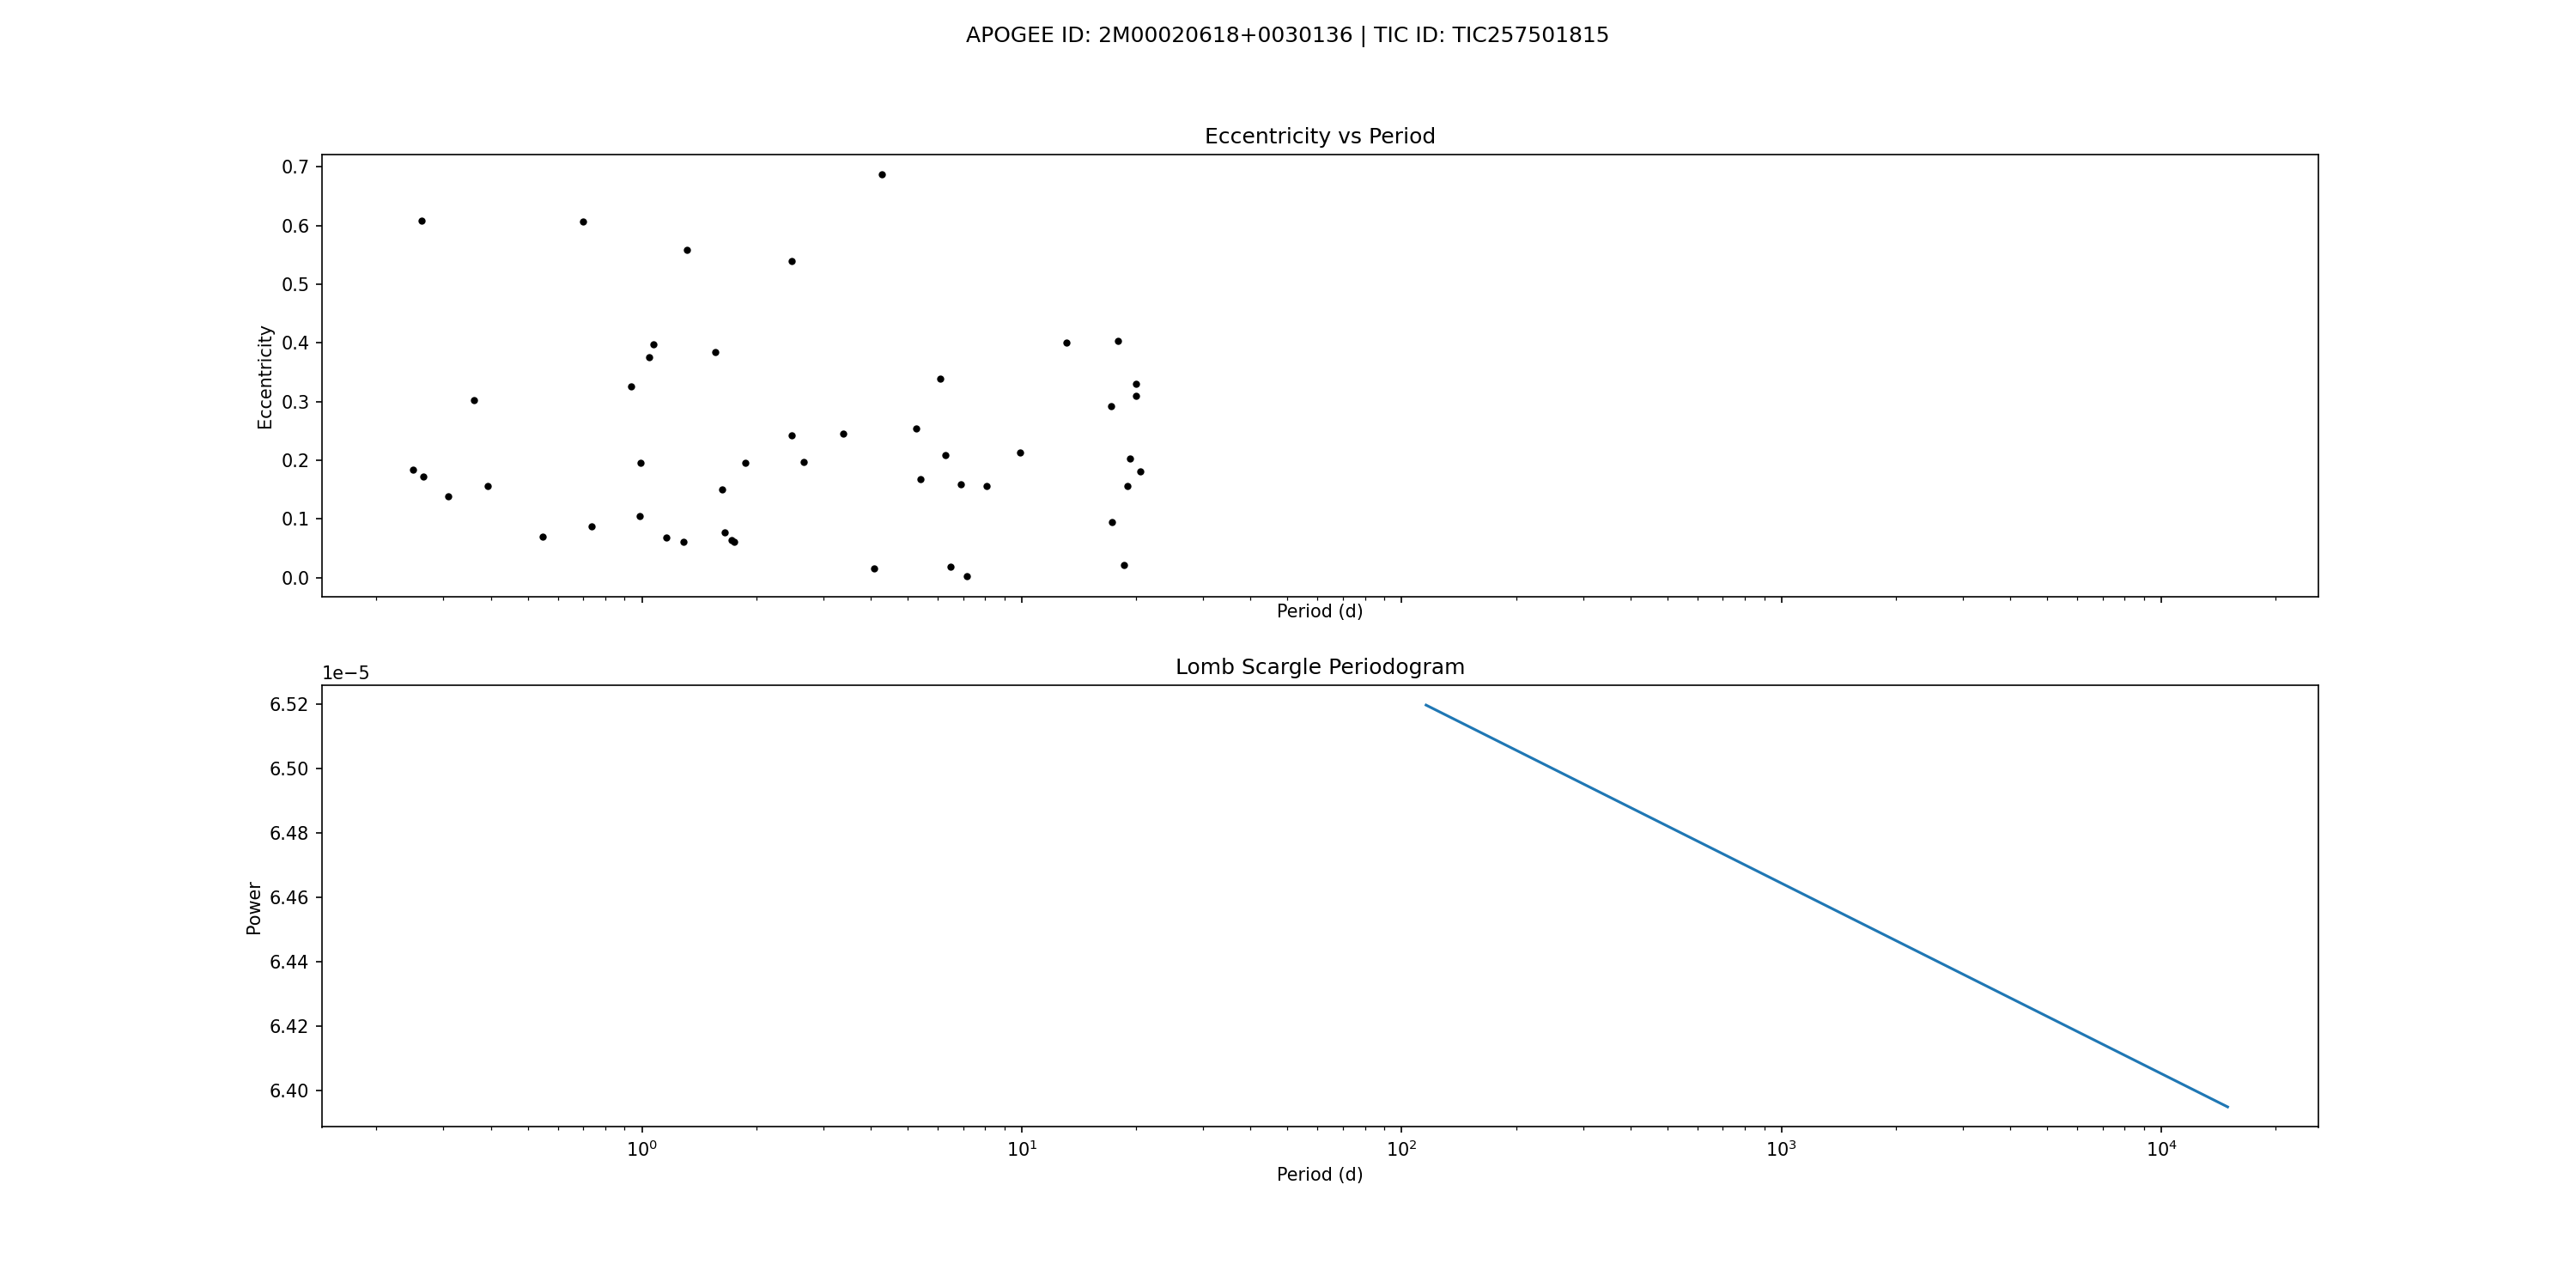 APOGEE ID: 2M00020618+0030136 | TIC ID: TIC257501815
Eccentricity vs Period
0.7
0.6
0.5
0.4
0.3
0.2
0.1
0.0
Eccentricity
Period (d)
Lomb Scargle Periodogram
1e−5
6.52
6.50
6.48
6.46
6.44
6.42
6.40
Power
10⁰ 10¹ 10² 10³ 10⁴
Period (d)